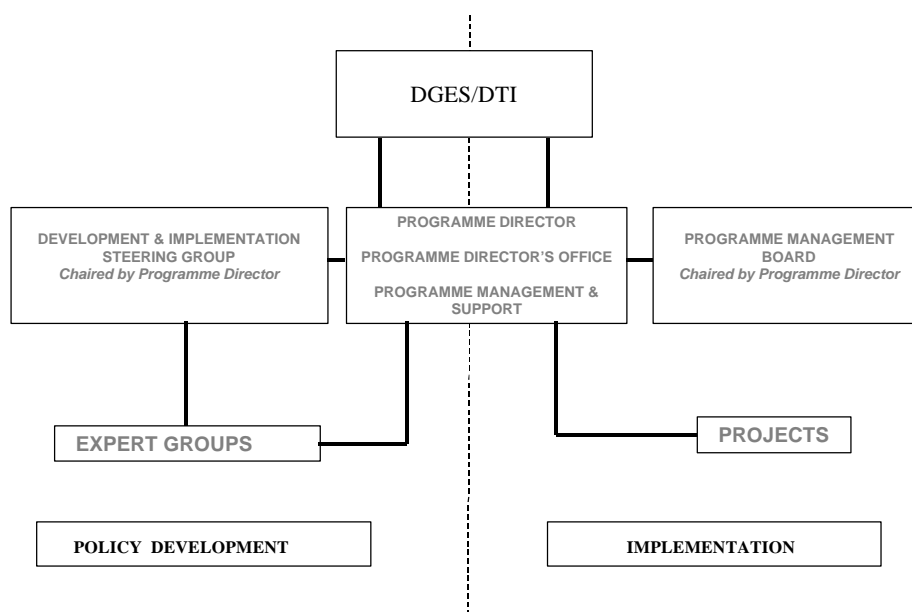 DGES/DTI
DEVELOPMENT & IMPLEMENTATION
STEERING GROUP
Chaired by Programme Director
PROGRAMME DIRECTOR
PROGRAMME DIRECTOR’S OFFICE
PROGRAMME MANAGEMENT &
SUPPORT
PROGRAMME MANAGEMENT
BOARD
Chaired by Programme Director
EXPERT GROUPS
PROJECTS
POLICY DEVELOPMENT
IMPLEMENTATION